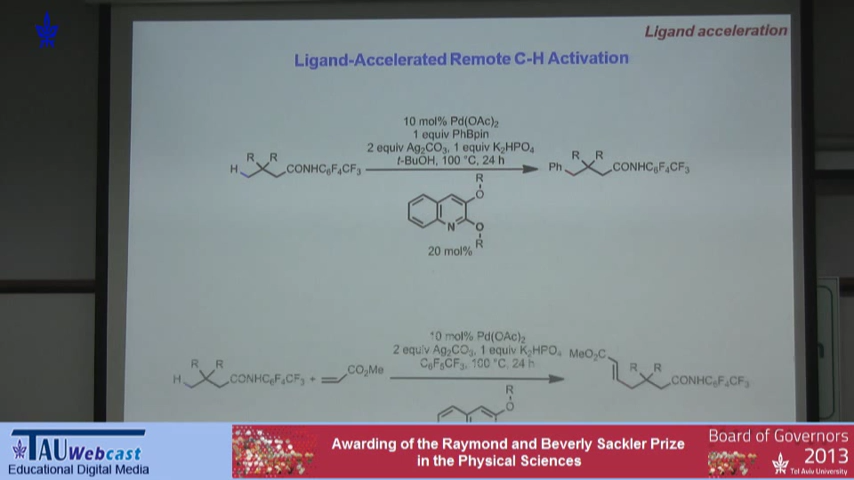 Ligand acceleration
Ligand-Accelerated Remote C-H Activation
10 mol% Pd(OAc)2
1 equiv PhBpin
2 equiv Ag2CO3, 1 equiv K2HPO4
t-BuOH, 100 °C, 24 h
R R
H
CONHC6F4CF3
R
O
N
O
R
20 mol%
R R
Ph
CONHC6F4CF3
10 mol% Pd(OAc)2
2 equiv Ag2CO3, 1 equiv K2HPO4
C6F5CF3, 100 °C, 24 h
R R
H
CONHC6F4CF3 +
CO2Me
R
O
MeO2C
R R
CONHC6F4CF3
TAU Webcast
Educational Digital Media
Awarding of the Raymond and Beverly Sackler Prize
in the Physical Sciences
Board of Governors
2013
Tel Aviv University